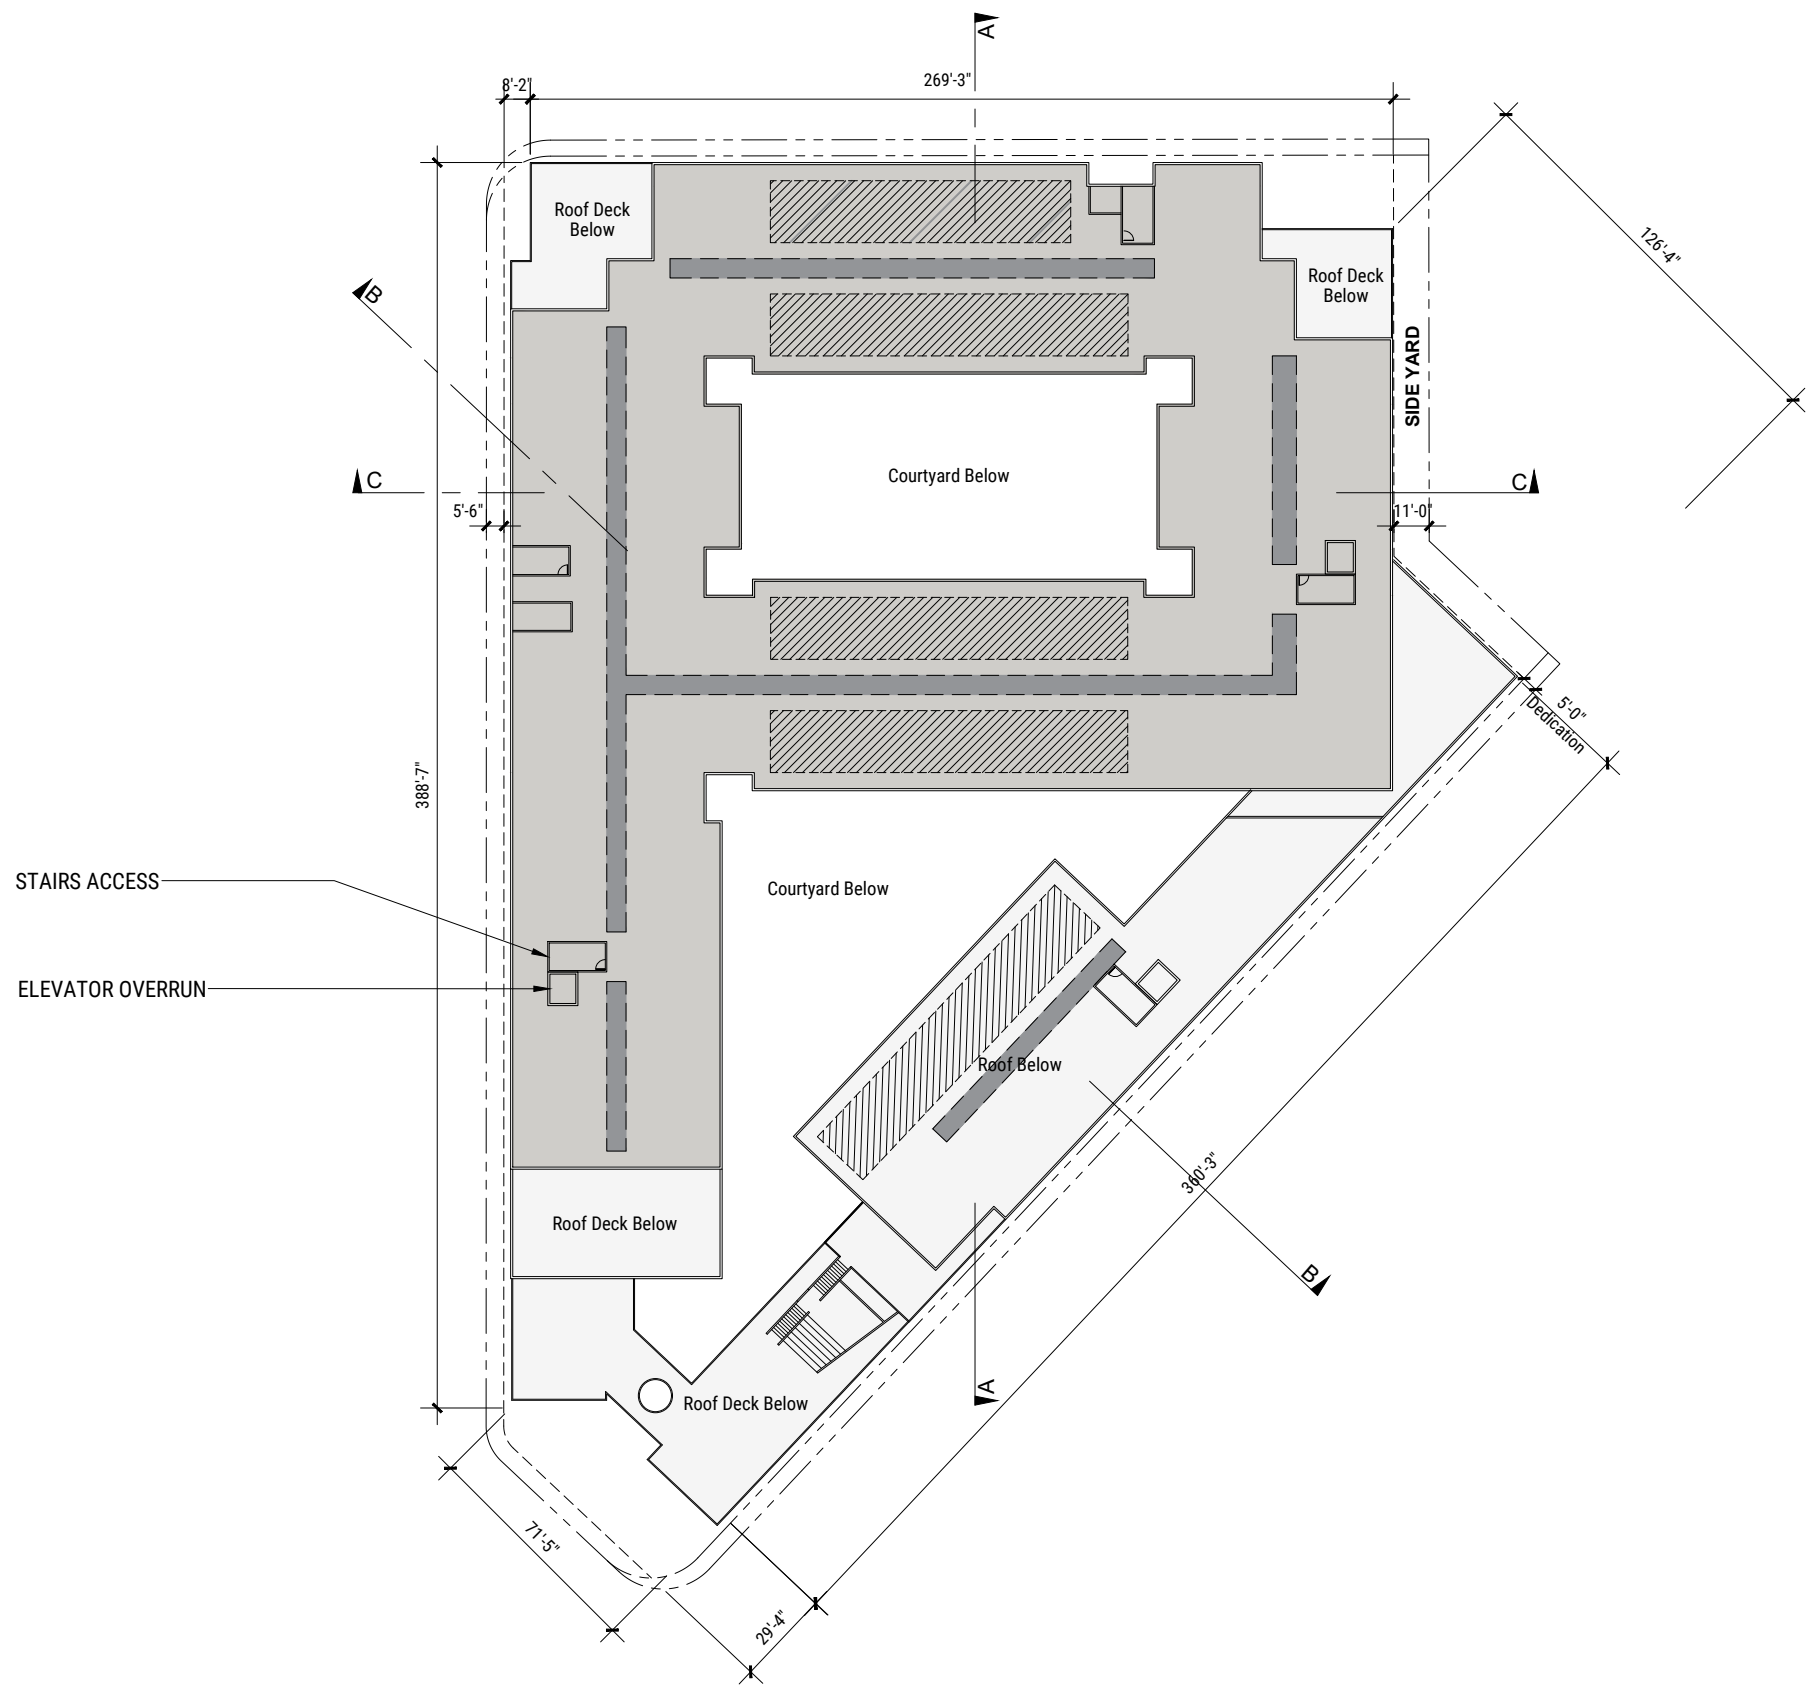 A
8'-2"
269'-3"
Roof Deck
Below
126'-4"
Roof Deck
Below
B
SIDE YARD
Courtyard Below
C
C
5'-6"
11'-0"
5'-0"
Dedication
388'-7"
STAIRS ACCESS
Courtyard Below
ELEVATOR OVERRUN
Roof Below
360'-3"
Roof Deck Below
B
A
Roof Deck Below
71'-5"
29'-4"